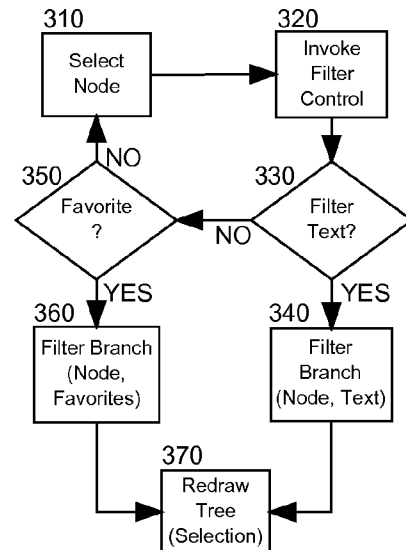 310
Select
Node
320
Invoke
Filter
Control
NO
350
Favorite
?
330
Filter
Text?
NO
YES
360
Filter Branch
(Node,
Favorites)
YES
340
Filter
Branch
(Node, Text)
370
Redraw
Tree
(Selection)